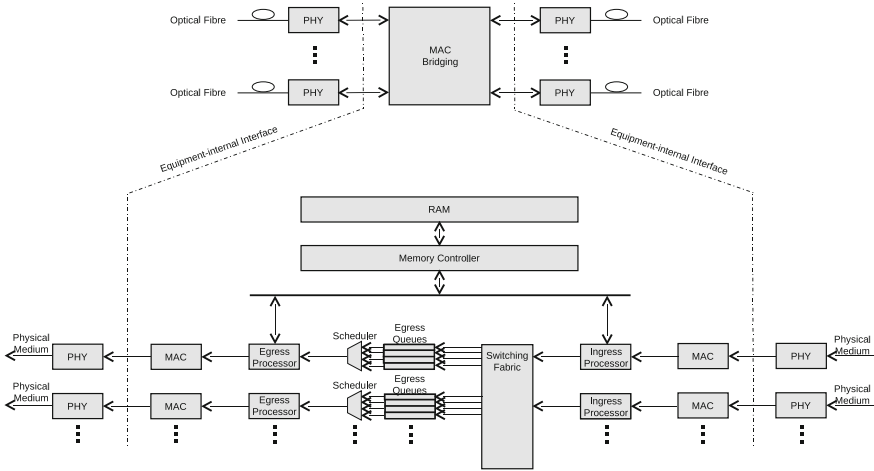 Optical Fibre PHY MAC Bridging PHY Optical Fibre
Optical Fibre PHY PHY Optical Fibre
Equipment-internal Interface
Equipment-internal Interface
RAM
Memory Controller
Physical Medium PHY MAC Egress Processor Scheduler Egress Queues Switching Fabric Ingress Processor MAC PHY Physical Medium
Physical Medium PHY MAC Egress Processor Scheduler Egress Queues Ingress Processor MAC PHY Physical Medium